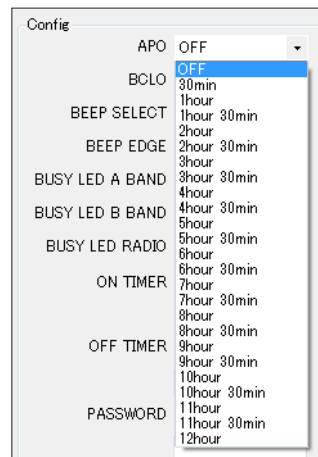 Config
APO OFF
OFF
30min
BCLO
1hour
1hour 30min
BEEP SELECT
2hour
2hour 30min
BEEP EDGE
3hour
3hour 30min
BUSY LED A BAND
4hour
4hour 30min
BUSY LED B BAND
5hour
5hour 30min
BUSY LED RADIO
6hour
6hour 30min
ON TIMER
7hour
7hour 30min
8hour
8hour 30min
OFF TIMER
9hour
9hour 30min
10hour
10hour 30min
PASSWORD
11hour
11hour 30min
12hour